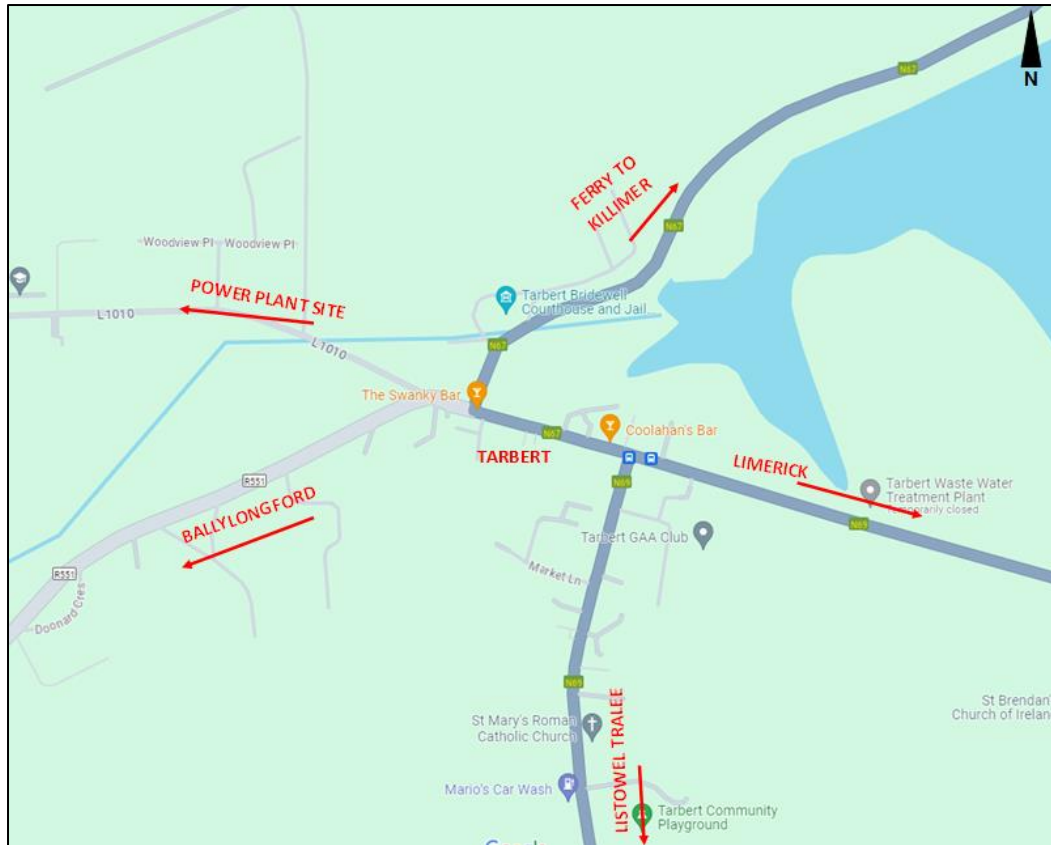 N67
N
FERRY TO
KILLIMER
N67
Woodview Pl
Woodview Pl
POWER PLANT SITE
Tarbert Bridewell
Courthouse and Jail
L1010
L1010
N67
The Swanky Bar
N67
Coolahan's Bar
TARBERT
LIMERICK
R551
N69
Tarbert Waste Water
Treatment Plant
Temporarily closed
BALLYLONGFORD
N69
Tarbert GAA Club
R551
Market Ln
Doonard Cres
N69
St Brendan'
Church of Irelan
St Mary's Roman
Catholic Church
LISTOWEL TRALEE
Mario's Car Wash
Tarbert Community
Playground